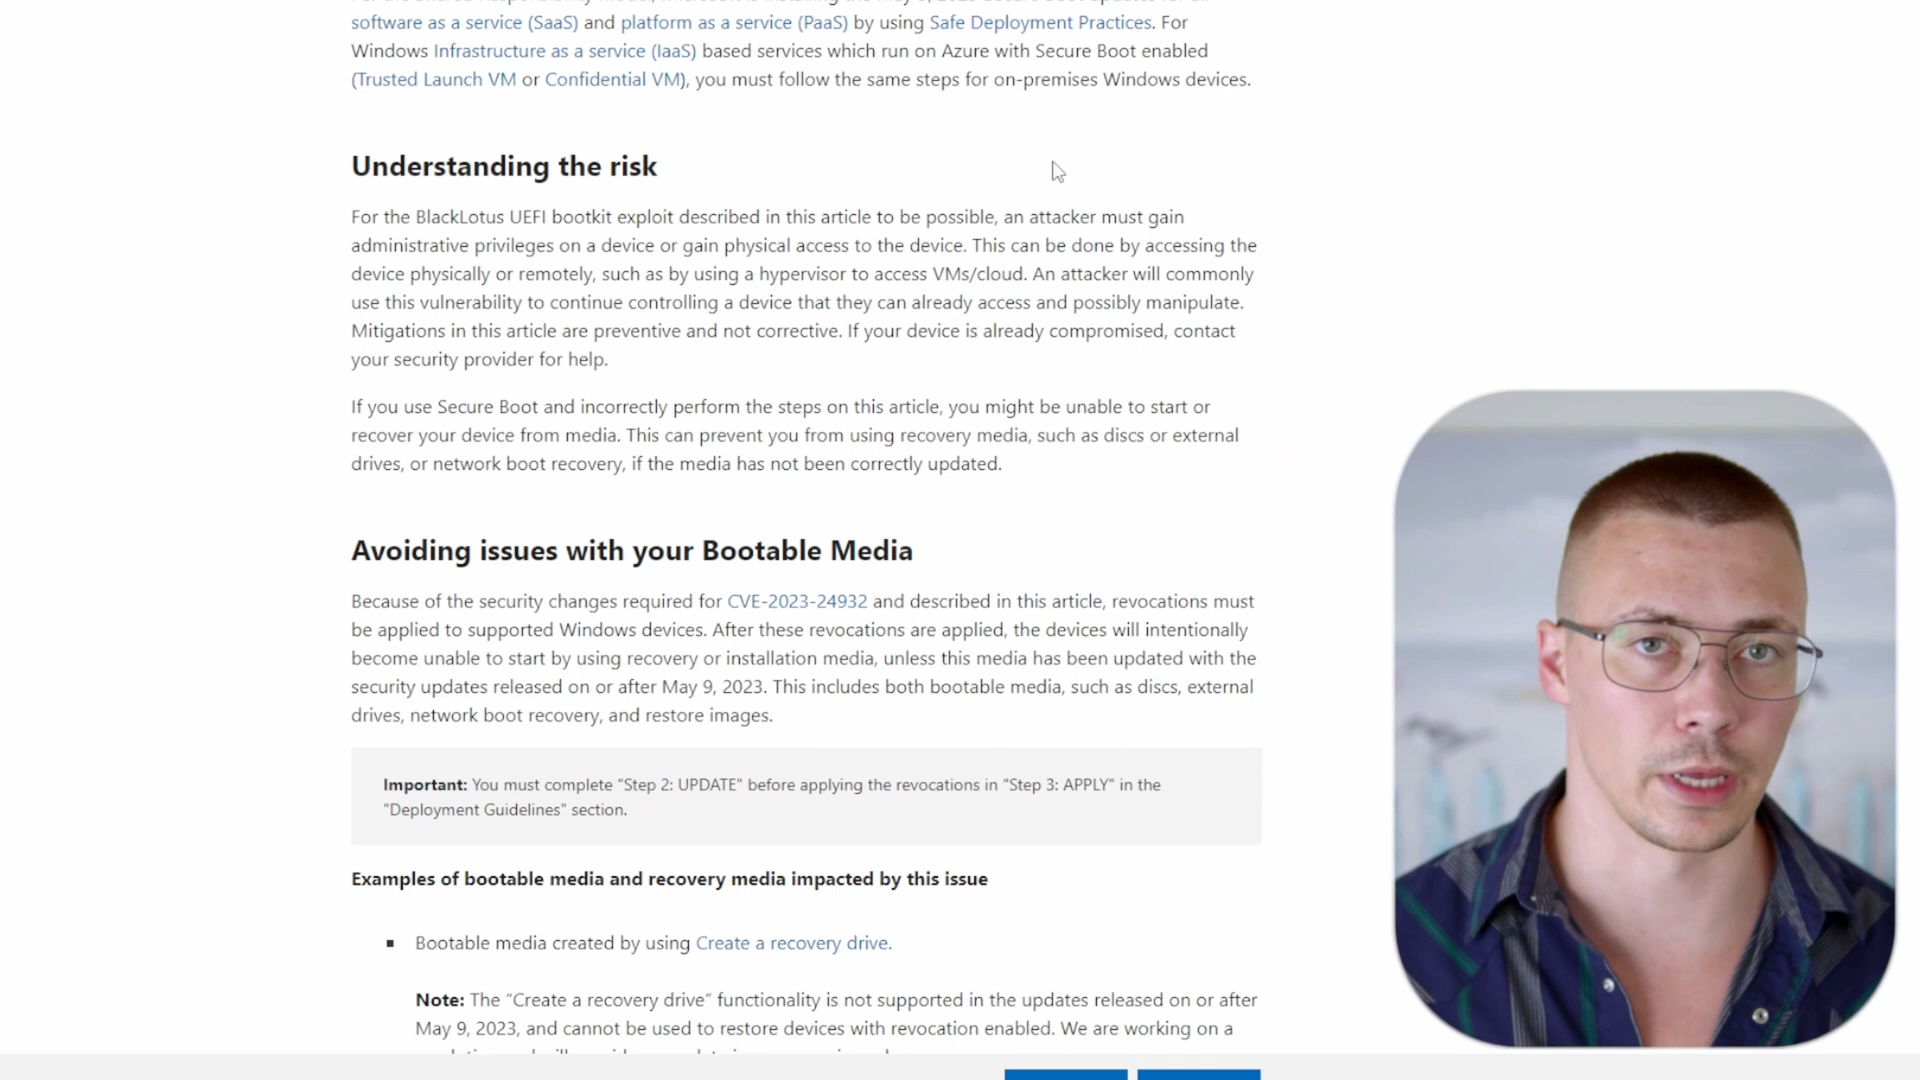 software as a service (SaaS) and platform as a service (PaaS) by using Safe Deployment Practices. For
Windows Infrastructure as a service (IaaS) based services which run on Azure with Secure Boot enabled
(Trusted Launch VM or Confidential VM), you must follow the same steps for on-premises Windows devices.
Understanding the risk
For the BlackLotus UEFI bootkit exploit described in this article to be possible, an attacker must gain
administrative privileges on a device or gain physical access to the device. This can be done by accessing the
device physically or remotely, such as by using a hypervisor to access VMs/cloud. An attacker will commonly
use this vulnerability to continue controlling a device that they can already access and possibly manipulate.
Mitigations in this article are preventive and not corrective. If your device is already compromised, contact
your security provider for help.
If you use Secure Boot and incorrectly perform the steps on this article, you might be unable to start or
recover your device from media. This can prevent you from using recovery media, such as discs or external
drives, or network boot recovery, if the media has not been correctly updated.
Avoiding issues with your Bootable Media
Because of the security changes required for CVE-2023-24932 and described in this article, revocations must
be applied to supported Windows devices. After these revocations are applied, the devices will intentionally
become unable to start by using recovery or installation media, unless this media has been updated with the
security updates released on or after May 9, 2023. This includes both bootable media, such as discs, external
drives, network boot recovery, and restore images.
Important: You must complete "Step 2: UPDATE" before applying the revocations in "Step 3: APPLY" in the
"Deployment Guidelines" section.
Examples of bootable media and recovery media impacted by this issue
▪ Bootable media created by using Create a recovery drive.
Note: The “Create a recovery drive” functionality is not supported in the updates released on or after
May 9, 2023, and cannot be used to restore devices with revocation enabled. We are working on a